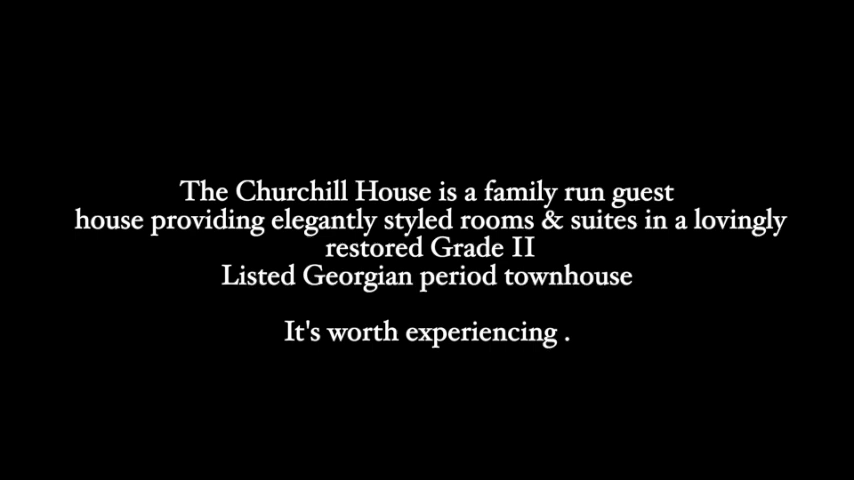 The Churchill House is a family run guest
house providing elegantly styled rooms & suites in a lovingly
restored Grade II
Listed Georgian period townhouse
It's worth experiencing .